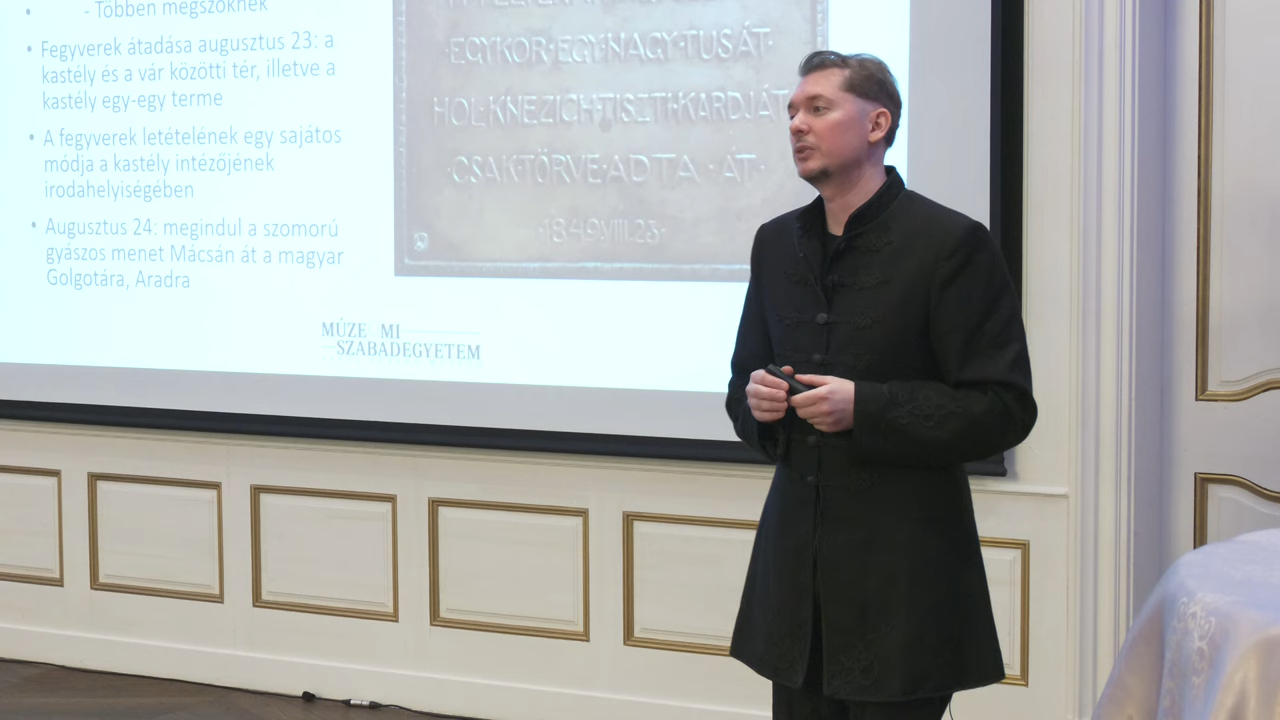 - Többen megszöknek
• Fegyverek átadása augusztus 23: a
kastély és a vár közötti tér, illetve a
kastély egy-egy terme
• A fegyverek letételének egy sajátos
módja a kastély intézőjének
irodahelyiségében
• Augusztus 24: megindul a szomorú
gyászos menet Mácsán át a magyar
Golgotára, Aradra
·EGYKOR·EGY·NAGY·TUSÁT·
HOL·KNEZICH·TISZTI·KARDJÁT
CSAK·TÖRVE·ADTA·ÁT·
·1849.VIII.23·
MÚZEUMI
SZABADEGYETEM